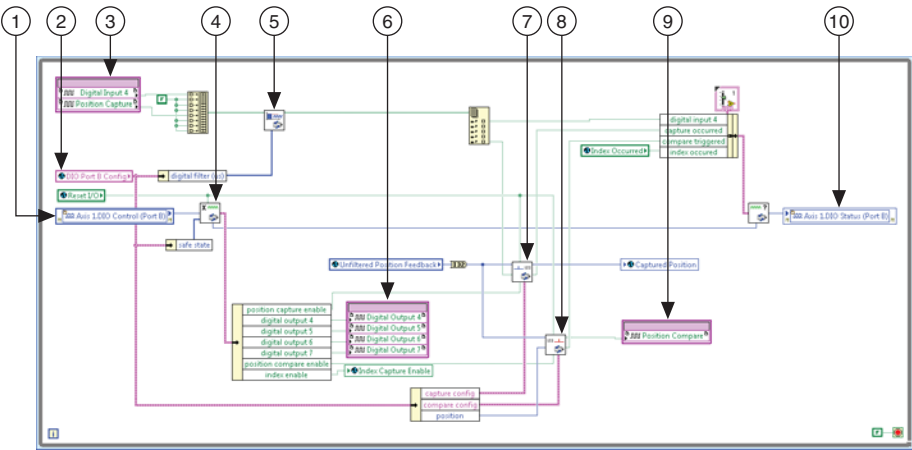 1 2 3 4 5 6 7 8 9 10
Digital Input 4
Position Capture
F
digital input 4
capture occurred
compare triggered
index occured
Index Occurred
DIO Port B Config
digital filter (us)
Reset I/O
Axis 1.DIO Control (Port B)
Axis 1.DIO Status (Port B)
safe state
Unfiltered Position Feedback
Captured Position
position capture enable
digital output 4
digital output 5
digital output 6
digital output 7
position compare enable
index enable
Digital Output 4
Digital Output 5
Digital Output 6
Digital Output 7
Position Compare
Index Capture Enable
capture config
compare config
position
i
F